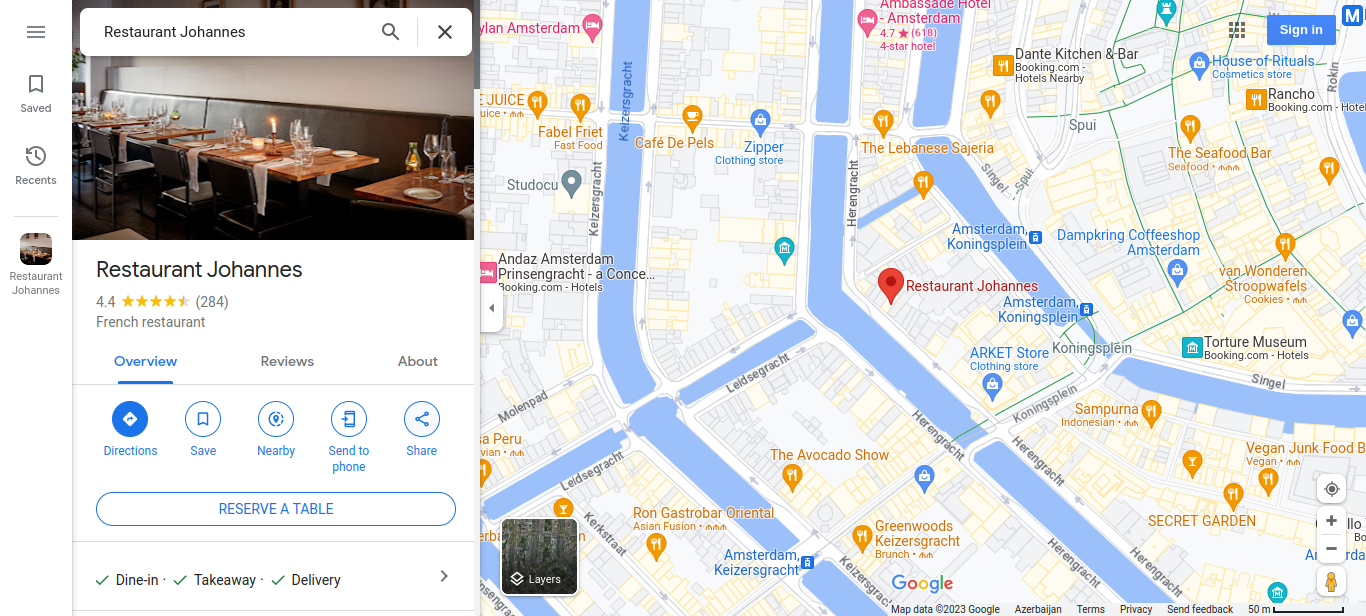 Restaurant Johannes
Saved
Recents
Restaurant
Johannes
Restaurant Johannes
4.4
(284)
French restaurant
Overview
Reviews
About
Directions
Save
Nearby
Send to
phone
Share
RESERVE A TABLE
Dine-in ·
Takeaway ·
Delivery
ylan Amsterdam
Ambassade Hotel
- Amsterdam
4.7 ★ (618)
4-star hotel
M
Sign in
Dante Kitchen & Bar
Booking.com -
Hotels Nearby
House of Rituals
Cosmetics store
Rokin
Rancho
Booking.com - Hotel
Keizersgracht
E JUICE
uice
Fabel Friet
Fast Food
Café De Pels
Zipper
Clothing store
The Lebanese Sajeria
Spui
The Seafood Bar
Seafood
Studocu
Keizersgracht
Herengracht
Singel
Spui
Amsterdam,
Koningsplein
Dampkring Coffeeshop
Amsterdam
Andaz Amsterdam
Prinsengracht - a Conce...
Booking.com - Hotels
van Wonderen
Stroopwafels
Cookies
Restaurant Johannes
Amsterdam,
Koningsplein
Koningsplein
Torture Museum
Booking.com - Hotels
ARKET Store
Clothing store
Leidsegracht
Singel
Molenpad
Koningsplein
Sampurna
Indonesian
Herengracht
Herengracht
sa Peru
vian
The Avocado Show
Vegan Junk Food B
Vegan
Leidsegracht
Ron Gastrobar Oriental
Asian Fusion
Kerkstraat
Greenwoods
Keizersgracht
Brunch
SECRET GARDEN
Amsterdam,
Keizersgracht
Keizersgracht
Herengracht
Layers
Google
Map data ©2023 Google
Azerbaijan
Terms
Privacy
Send feedback
50 m